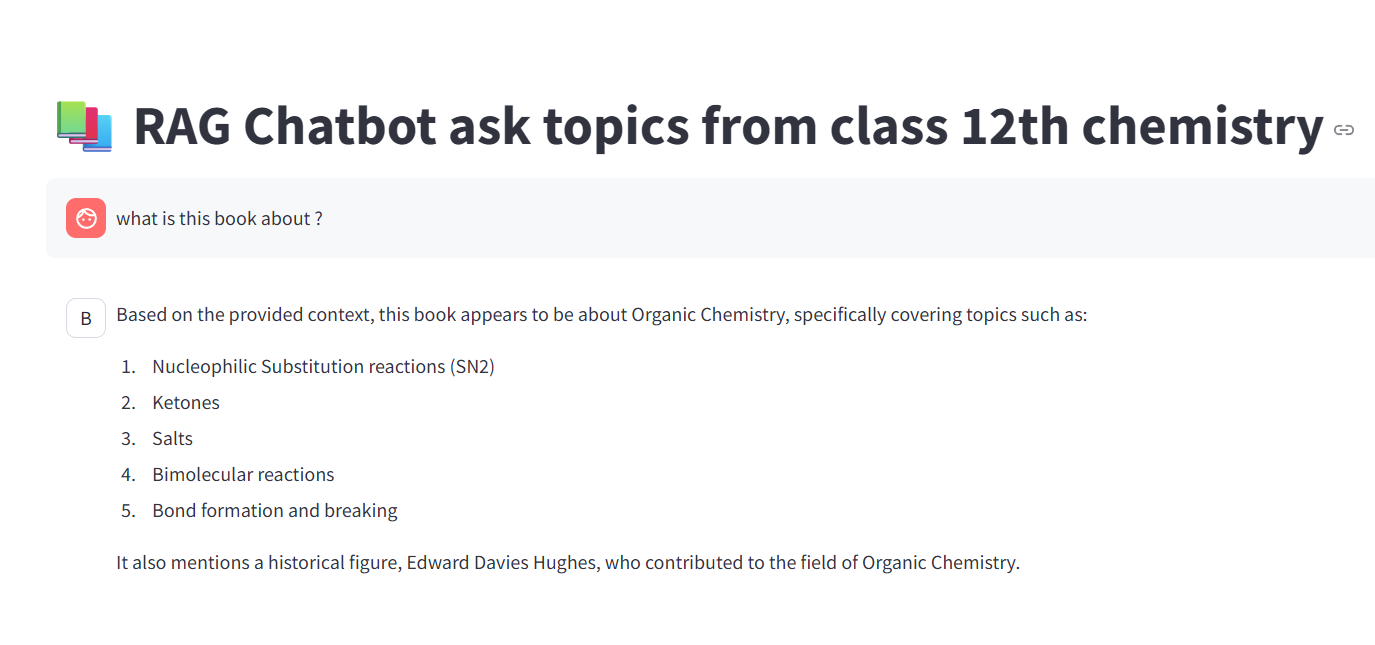 RAG Chatbot ask topics from class 12th chemistry
what is this book about ?
B
Based on the provided context, this book appears to be about Organic Chemistry, specifically covering topics such as:
1. Nucleophilic Substitution reactions (SN2)
2. Ketones
3. Salts
4. Bimolecular reactions
5. Bond formation and breaking
It also mentions a historical figure, Edward Davies Hughes, who contributed to the field of Organic Chemistry.